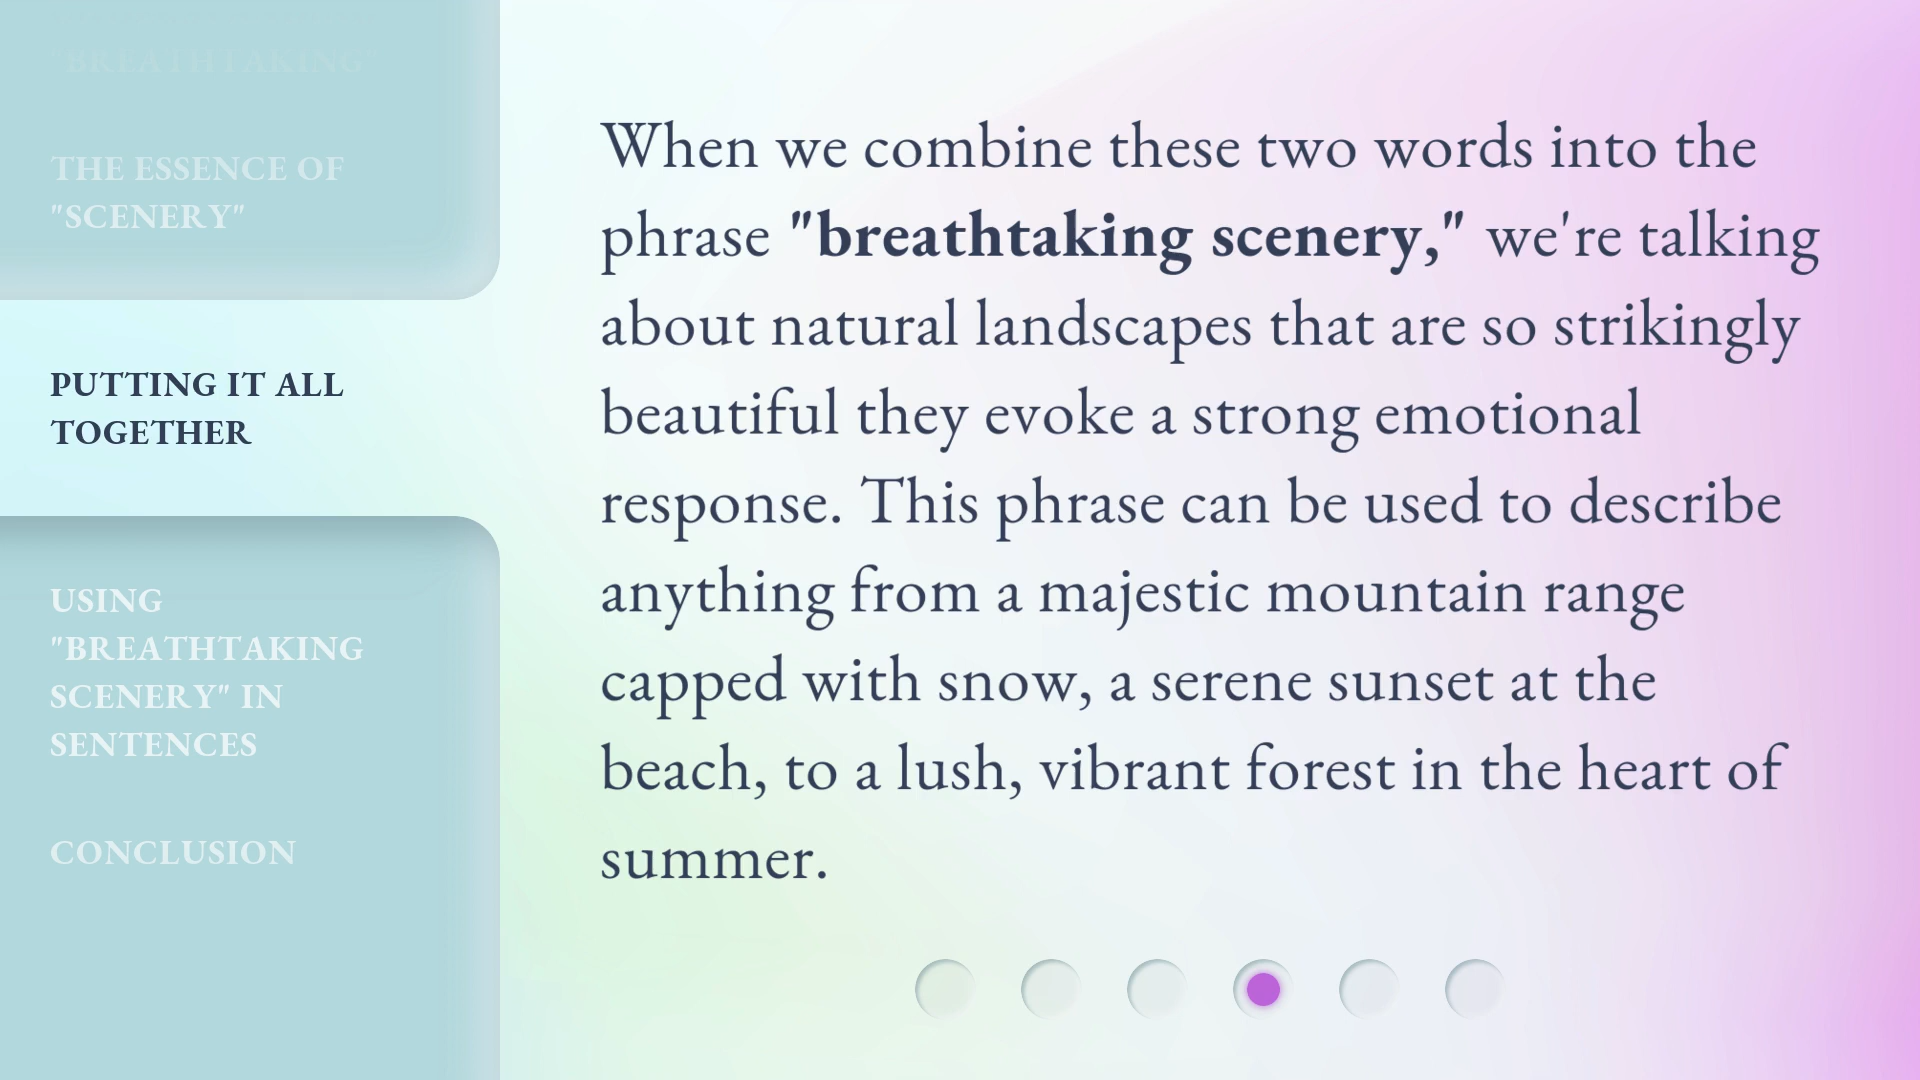 "BREATHTAKING"
THE ESSENCE OF
"SCENERY"
PUTTING IT ALL
TOGETHER
USING
"BREATHTAKING
SCENERY" IN
SENTENCES
CONCLUSION
When we combine these two words into the
phrase "breathtaking scenery," we're talking
about natural landscapes that are so strikingly
beautiful they evoke a strong emotional
response. This phrase can be used to describe
anything from a majestic mountain range
capped with snow, a serene sunset at the
beach, to a lush, vibrant forest in the heart of
summer.